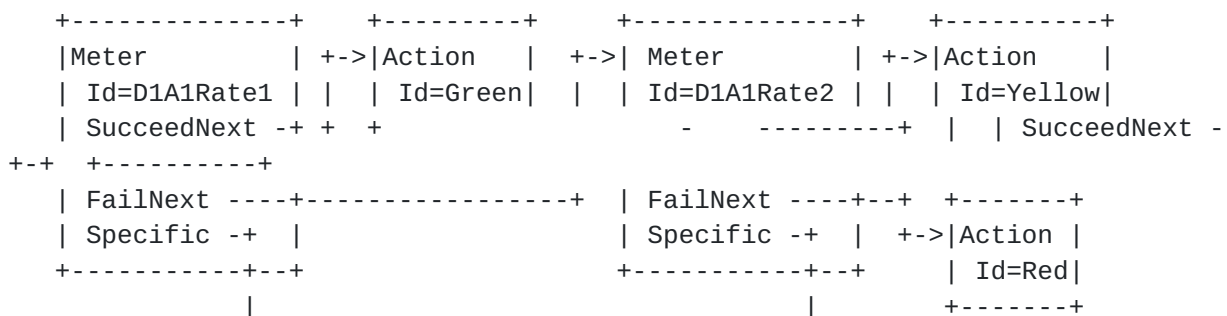 +--------------+    +---------+     +--------------+    +----------+
|Meter         | +->|Action   |  +->| Meter        | +->|Action    |
| Id=D1A1Rate1 | |  | Id=Green|  |  | Id=D1A1Rate2 | |  | Id=Yellow|
| SucceedNext -+ +  +                  -    ---------+  |  | SucceedNext -
+-+  +----------+
| FailNext ----+-----------------+  | FailNext ----+--+  +-------+
| Specific -+  |                    | Specific -+  |  +->|Action |
+-----------+--+                    +-----------+--+     | Id=Red|
|                                   |        +-------+